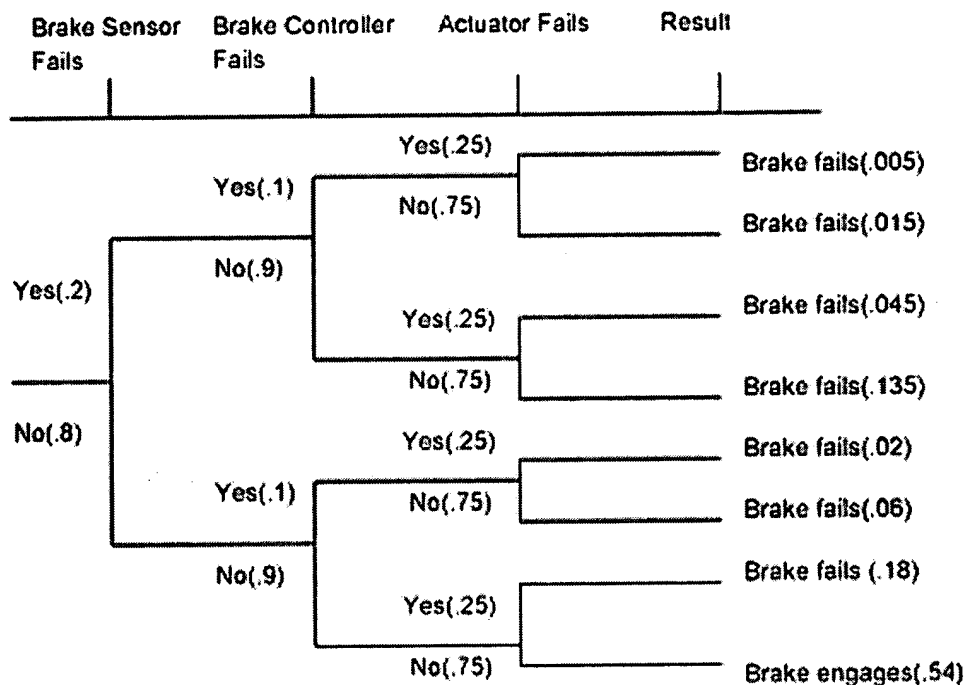 Brake Sensor Fails
Brake Controller Fails
Actuator Fails
Result
Yes(.25)
Brake fails(.005)
Yes(.1)
No(.75)
Brake fails(.015)
No(.9)
Yes(.2)
Yes(.25)
Brake fails(.045)
No(.75)
Brake fails(.135)
No(.8)
Yes(.25)
Brake fails(.02)
Yes(.1)
No(.75)
Brake fails(.06)
No(.9)
Brake fails (.18)
Yes(.25)
No(.75)
Brake engages(.54)